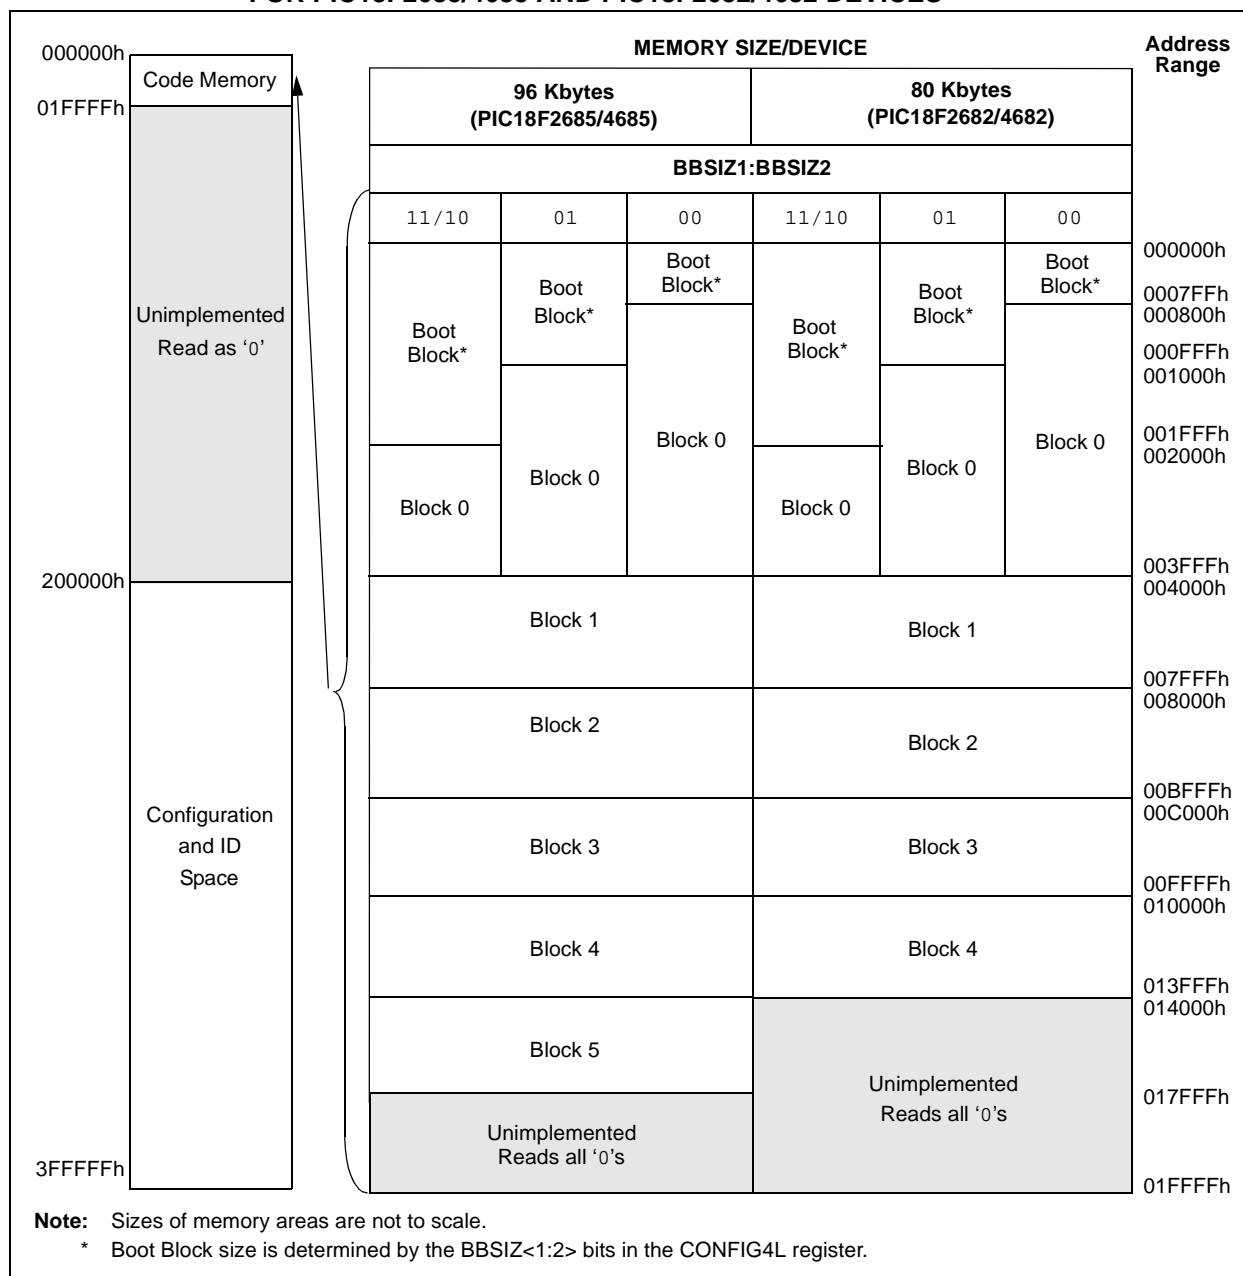 000000h
Code Memory
01FFFFh
Unimplemented
Read as ‘0’
200000h
Configuration
and ID
Space
3FFFFFh
MEMORY SIZE/DEVICE
Address
Range
96 Kbytes
(PIC18F2685/4685)
80 Kbytes
(PIC18F2682/4682)
BBSIZ1:BBSIZ2
11/10 01 00 11/10 01 00
Boot
Block*
Boot
Block*
Boot
Block*
Boot
Block*
Boot
Block*
Boot
Block*
Block 0
Block 0
Block 0
Block 0
Block 0
Block 0
Block 1
Block 1
Block 2
Block 2
Block 3
Block 3
Block 4
Block 4
Block 5
Unimplemented
Reads all ‘0’s
Unimplemented
Reads all ‘0’s
000000h
0007FFh
000800h
000FFFh
001000h
001FFFh
002000h
003FFFh
004000h
007FFFh
008000h
00BFFFh
00C000h
00FFFFh
010000h
013FFFh
014000h
017FFFh
01FFFFh
Note: Sizes of memory areas are not to scale.
* Boot Block size is determined by the BBSIZ<1:2> bits in the CONFIG4L register.